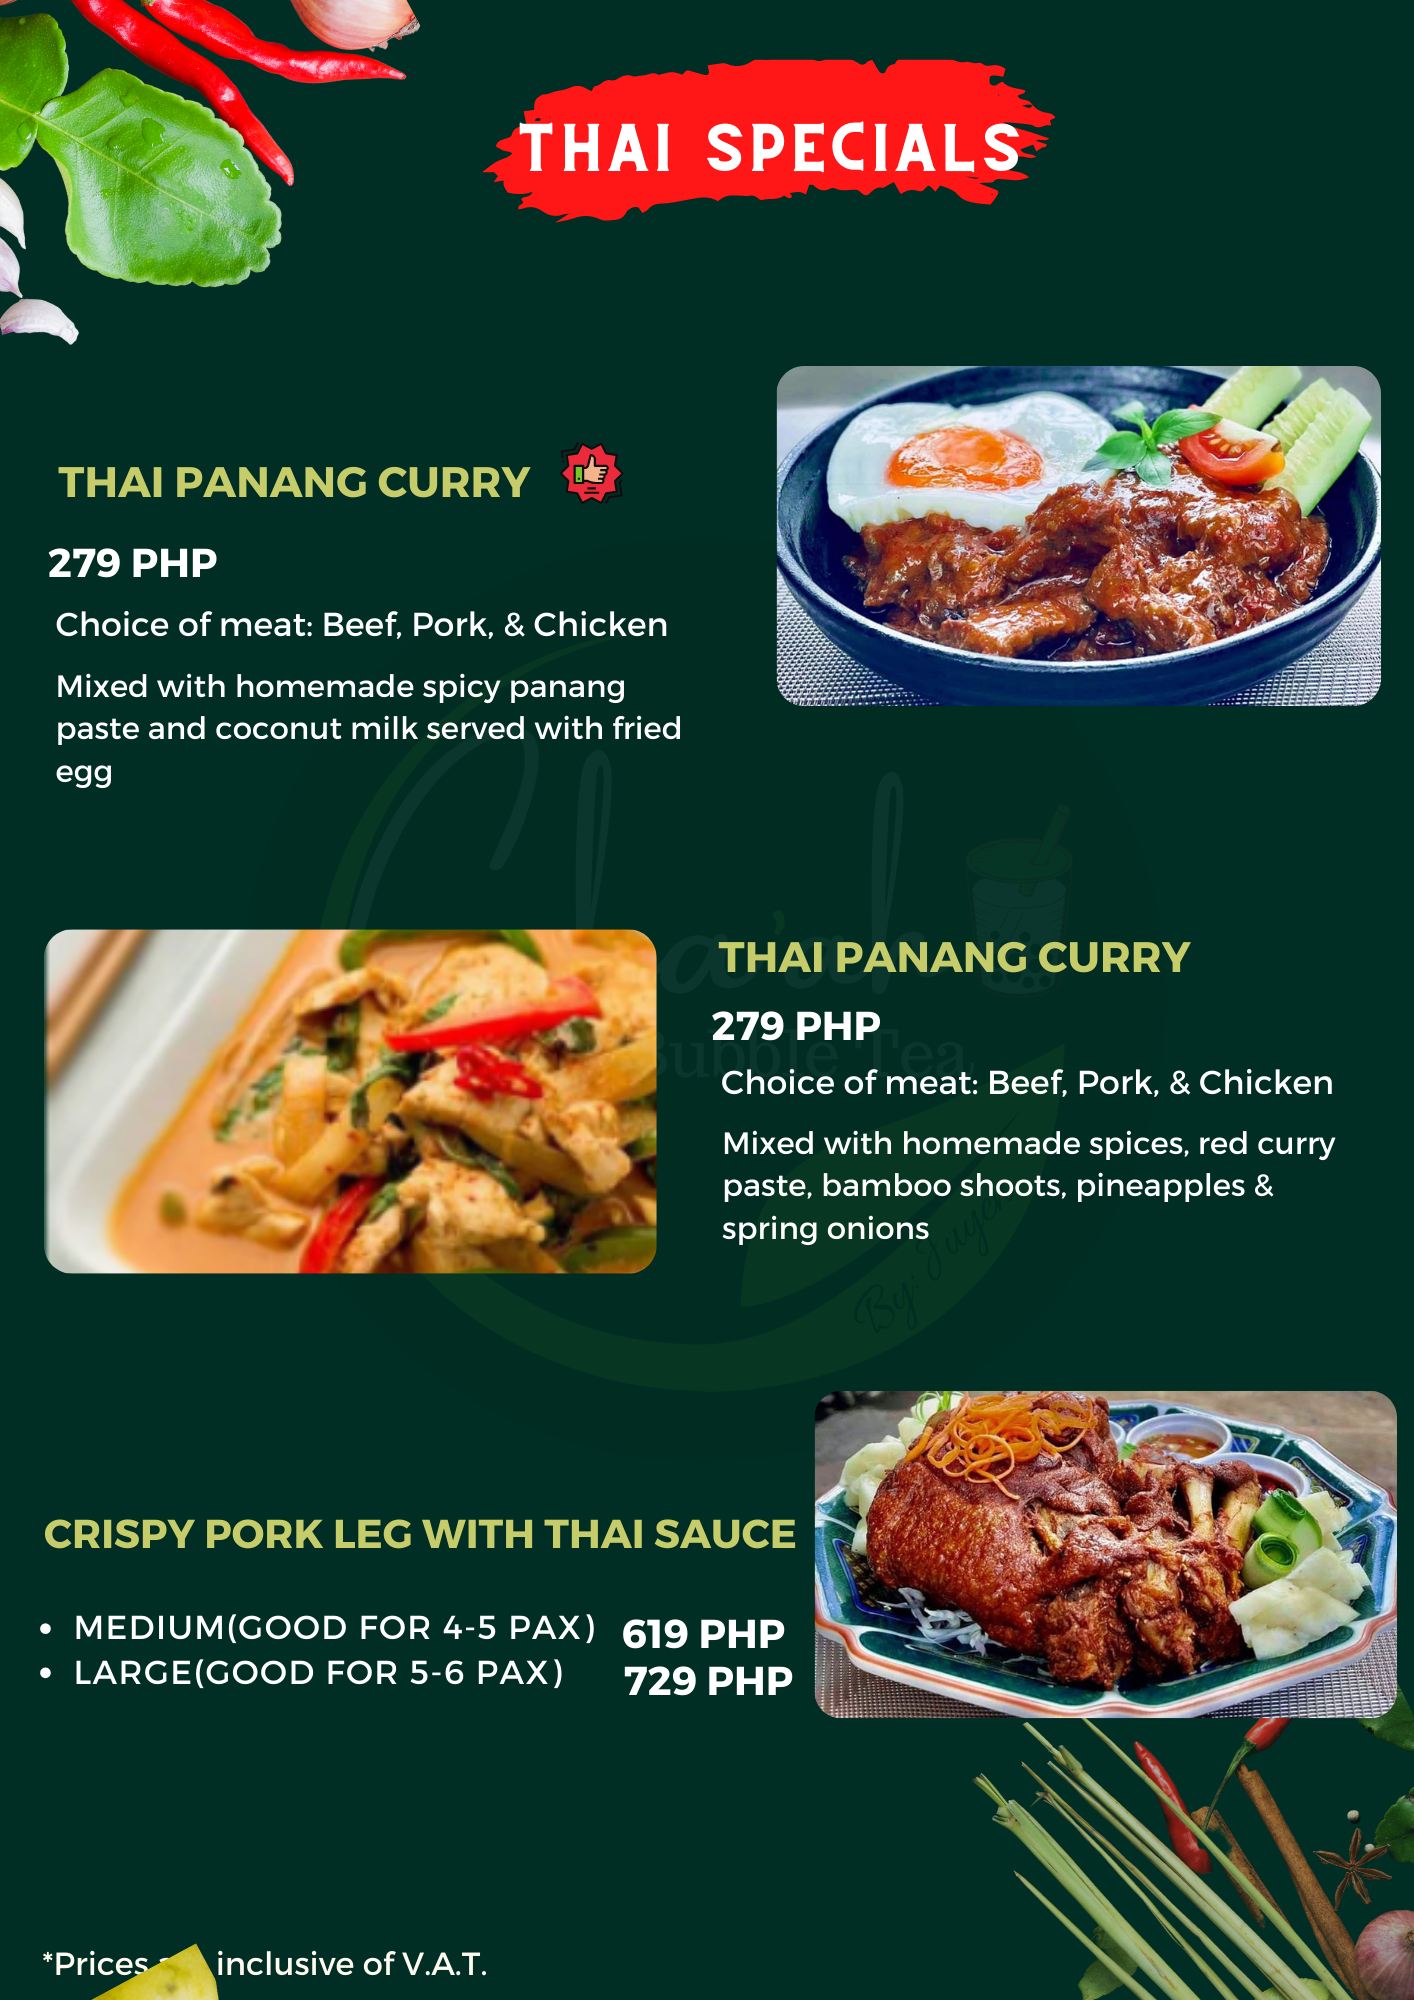 THAI SPECIALS
THAI PANANG CURRY
279 PHP
Choice of meat: Beef, Pork, & Chicken
Mixed with homemade spicy panang
paste and coconut milk served with fried
egg
THAI PANANG CURRY
279 PHP
Choice of meat: Beef, Pork, & Chicken
Mixed with homemade spices, red curry
paste, bamboo shoots, pineapples &
spring onions
Bubble Tea
By:
CRISPY PORK LEG WITH THAI SAUCE
• MEDIUM(GOOD FOR 4-5 PAX) 619 PHP
• LARGE(GOOD FOR 5-6 PAX) 729 PHP
*Prices inclusive of V.A.T.